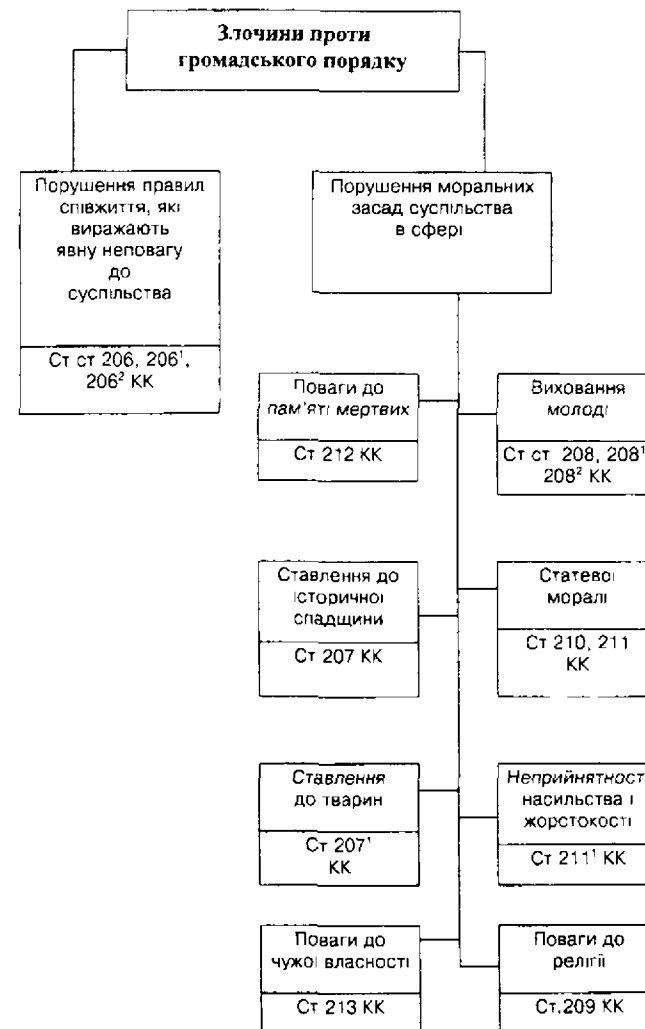 Злочини проти
громадського порядку
Порушення правил
співжиття, які
виражають
явну неповагу
до
суспільства
Ст ст 206, 206¹,
206² КК
Порушення моральних
засад суспільства
в сфері
Поваги до
пам'яті мертвих
Ст 212 КК
Виховання
молоді
Ст ст 208, 208¹
208² КК
Ставлення до
історичної
спадщини
Ст 207 КК
Статевої
моралі
Ст 210, 211
КК
Ставлення
до тварин
Ст 207¹
КК
Неприйнятност
насильства і
жорстокості
Ст 211¹ КК
Поваги до
чужої власності
Ст 213 КК
Поваги до
релігії
Ст.209 КК